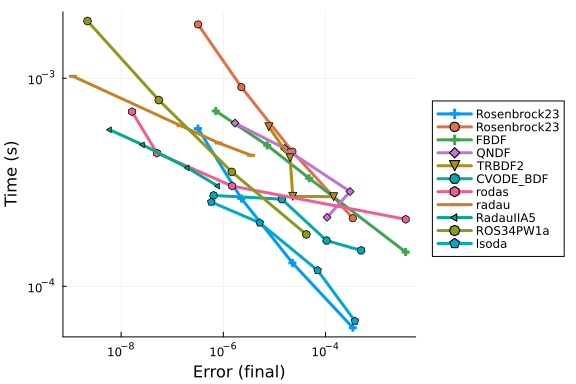 10⁻³
10⁻⁴
Time (s)
10⁻⁸
10⁻⁶
10⁻⁴
Error (final)
Rosenbrock23
Rosenbrock23
FBDF
QNDF
TRBDF2
CVODE_BDF
rodas
radau
RadauIIA5
ROS34PW1a
lsoda